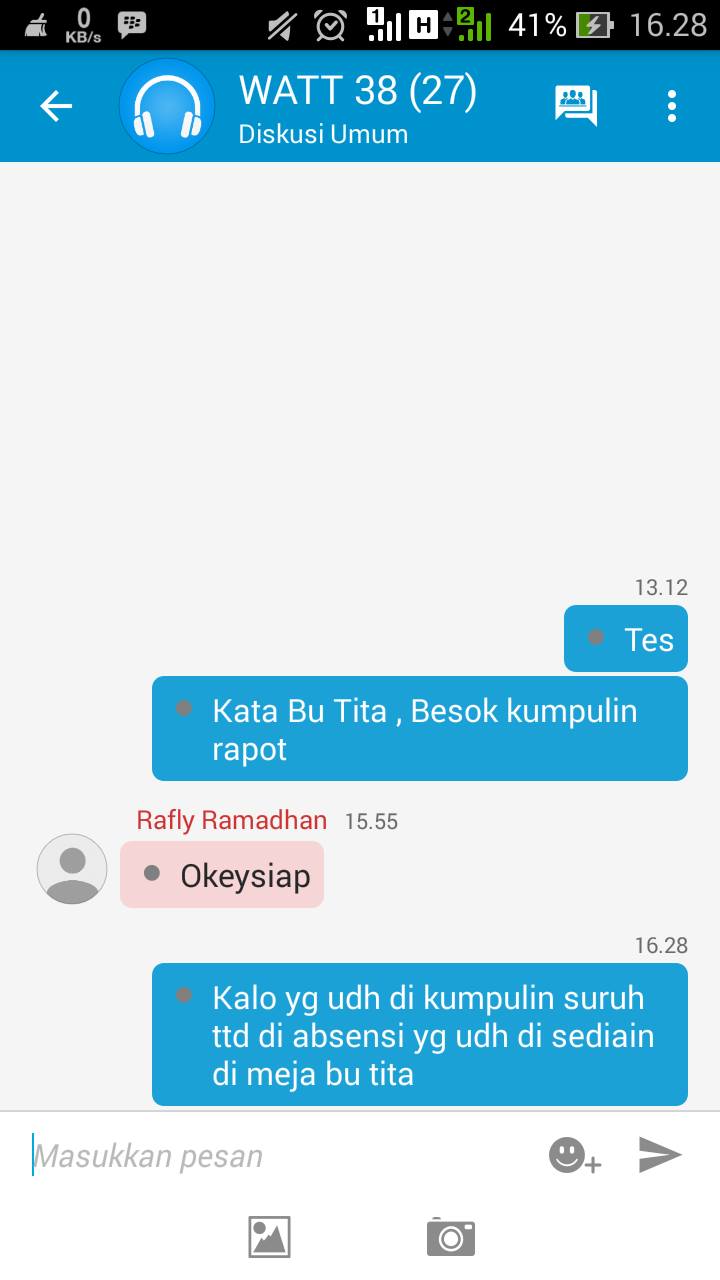 0 KB/s 1 H 2 41% 16.28
WATT 38 (27)
Diskusi Umum
13.12
Tes
Kata Bu Tita , Besok kumpulin
rapot
Rafly Ramadhan 15.55
Okeysiap
16.28
Kalo yg udh di kumpulin suruh
ttd di absensi yg udh di sediain
di meja bu tita
Masukkan pesan